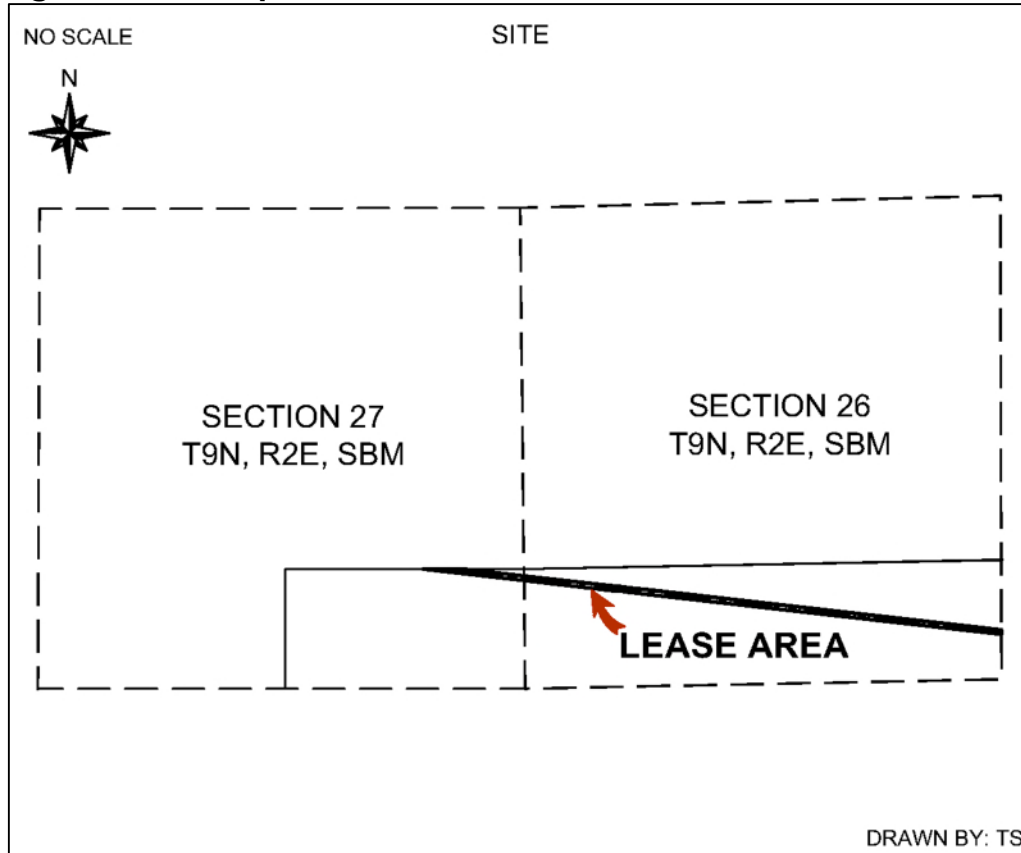 NO SCALE
SITE
N
SECTION 27
T9N, R2E, SBM
SECTION 26
T9N, R2E, SBM
LEASE AREA
DRAWN BY: TS